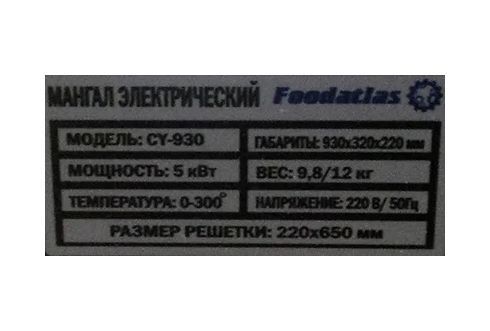 МАНГАЛ ЭЛЕКТРИЧЕСКИЙ Foodatlas
МОДЕЛЬ: CY-930 ГАБАРИТЫ: 930x320x220 мм
МОЩНОСТЬ: 5 кВт ВЕС: 9,8/12 кг
ТЕМПЕРАТУРА: 0-300° НАПРЯЖЕНИЕ: 220 В/ 50Гц
РАЗМЕР РЕШЕТКИ: 220x650 мм